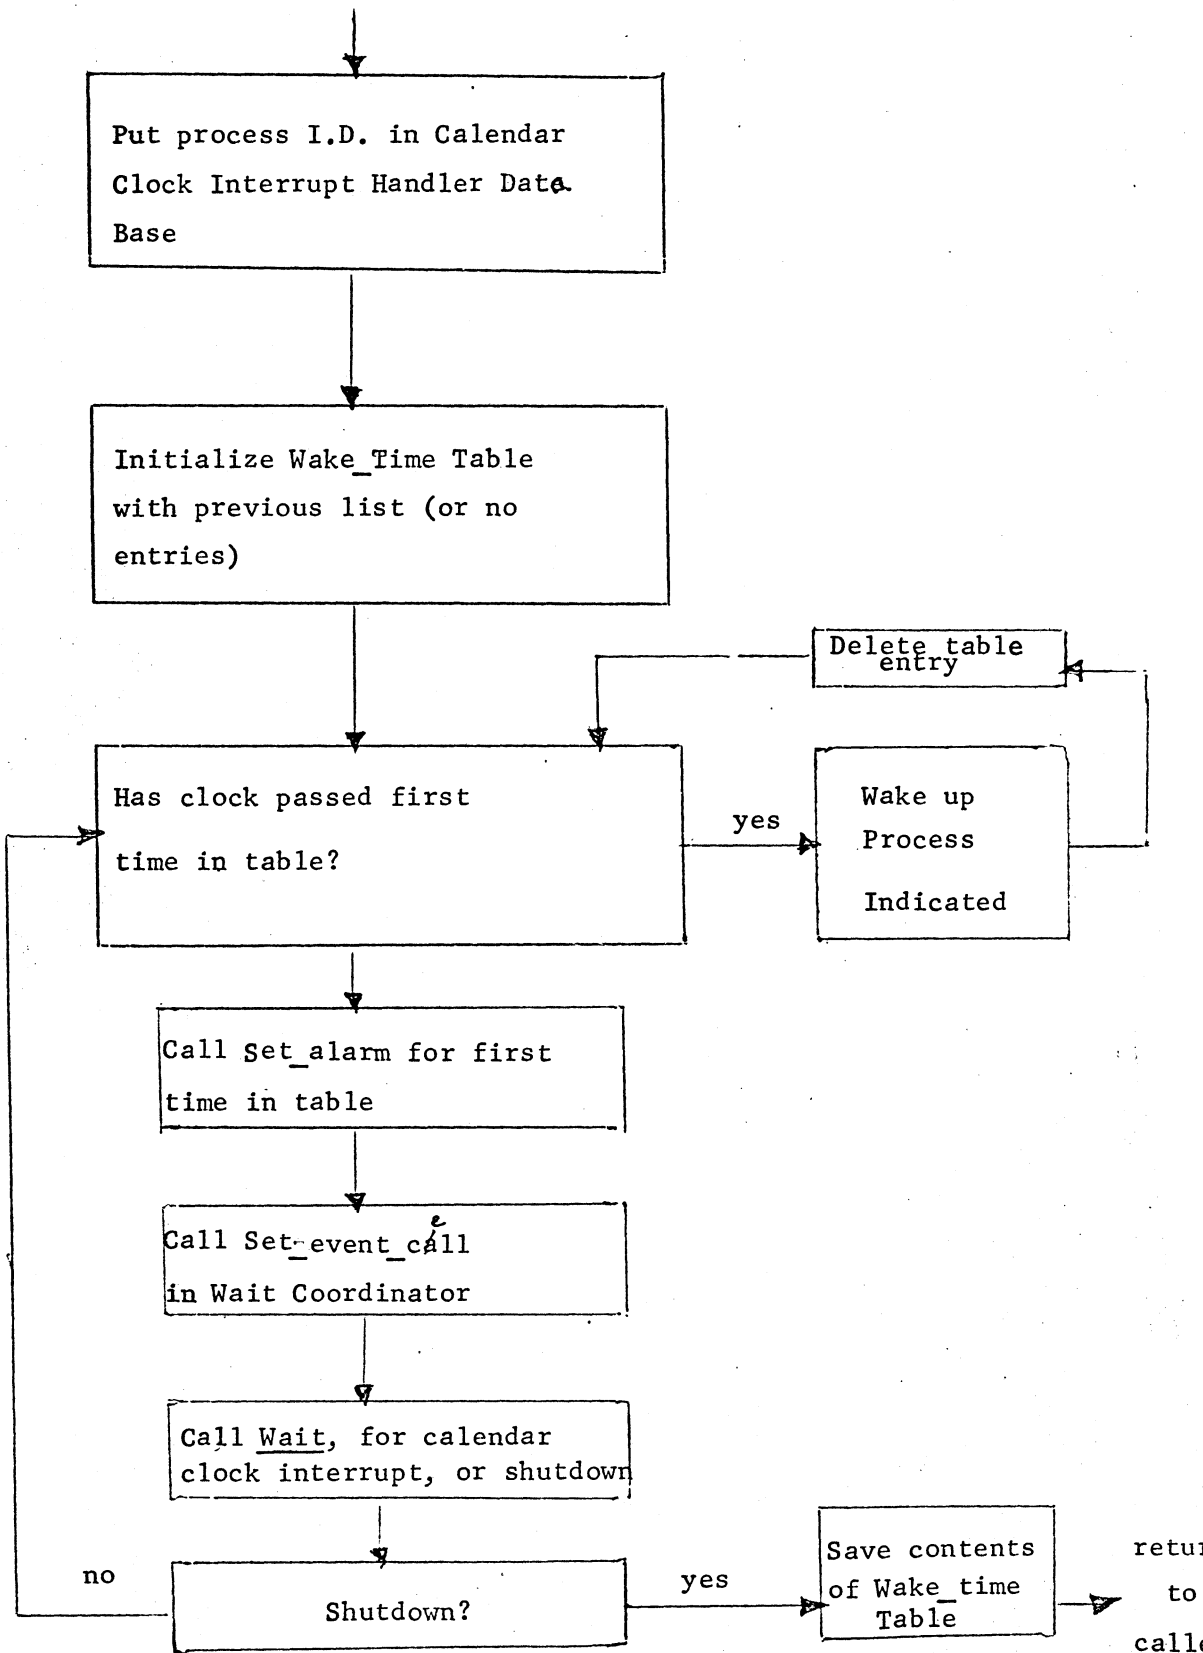 Put process I.D. in Calendar
Clock Interrupt Handler Data
Base
Initialize Wake_Time Table
with previous list (or no
entries)
Delete table
entry
Has clock passed first
time in table?
yes
Wake up
Process
Indicated
Call Set_alarm for first
time in table
Call Set_event_cell
in Wait Coordinator
Call Wait, for calendar
clock interrupt, or shutdown
no
Shutdown?
yes
Save contents
of Wake_time
Table
retur
to
calle